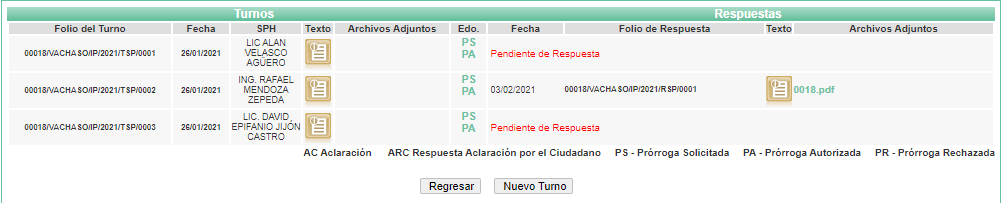 Turnos Respuestas
Folio del Turno Fecha SPH Texto Archivos Adjuntos Edo. Fecha Folio de Respuesta Texto Archivos Adjuntos
00018/VACHASO/IP/2021/TSP/0001 26/01/2021 LIC ALAN VELASCO AGÜERO PS PA Pendiente de Respuesta
00018/VACHASO/IP/2021/TSP/0002 26/01/2021 ING. RAFAEL MENDOZA ZEPEDA PS PA 03/02/2021 00018/VACHASO/IP/2021/RSP/0001 0018.pdf
00018/VACHASO/IP/2021/TSP/0003 26/01/2021 LIC. DAVID EPIFANIO JIJÓN CASTRO PS PA Pendiente de Respuesta
AC Aclaración ARC Respuesta Aclaración por el Ciudadano PS - Prórroga Solicitada PA - Prórroga Autorizada PR - Prórroga Rechazada
Regresar Nuevo Turno